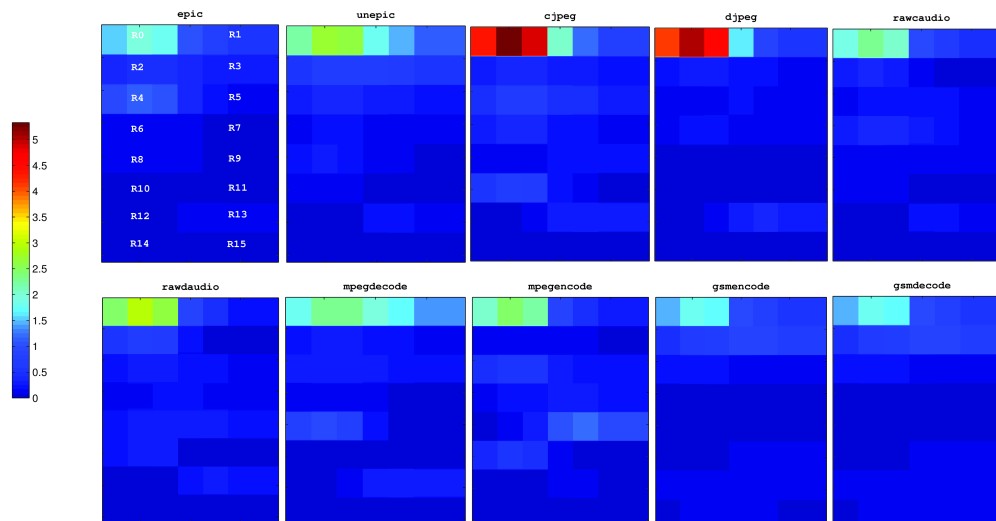 epic unepic cjpeg djpeg rawcaudio
R0 R1
R2 R3
R4 R5
R6 R7
R8 R9
R10 R11
R12 R13
R14 R15
5
4.5
4
3.5
3
2.5
2
1.5
1
0.5
0
rawdaudio mpegdecode mpegencode gsmencode gsmdecode